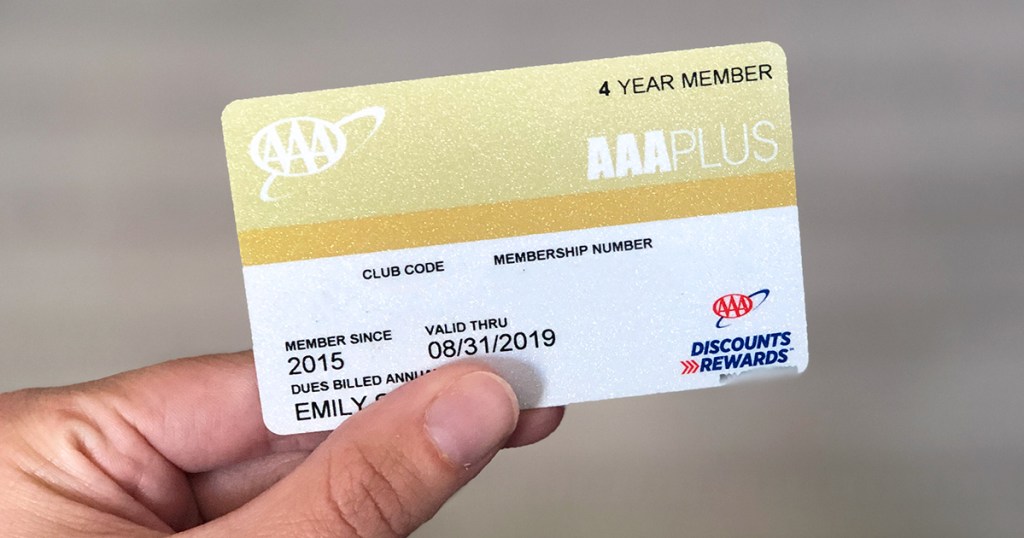 4 YEAR MEMBER
AAA
AAAPLUS
CLUB CODE
MEMBERSHIP NUMBER
MEMBER SINCE
2015
VALID THRU
08/31/2019
DUES BILLED
EMILY
AAA
DISCOUNTS
REWARDS